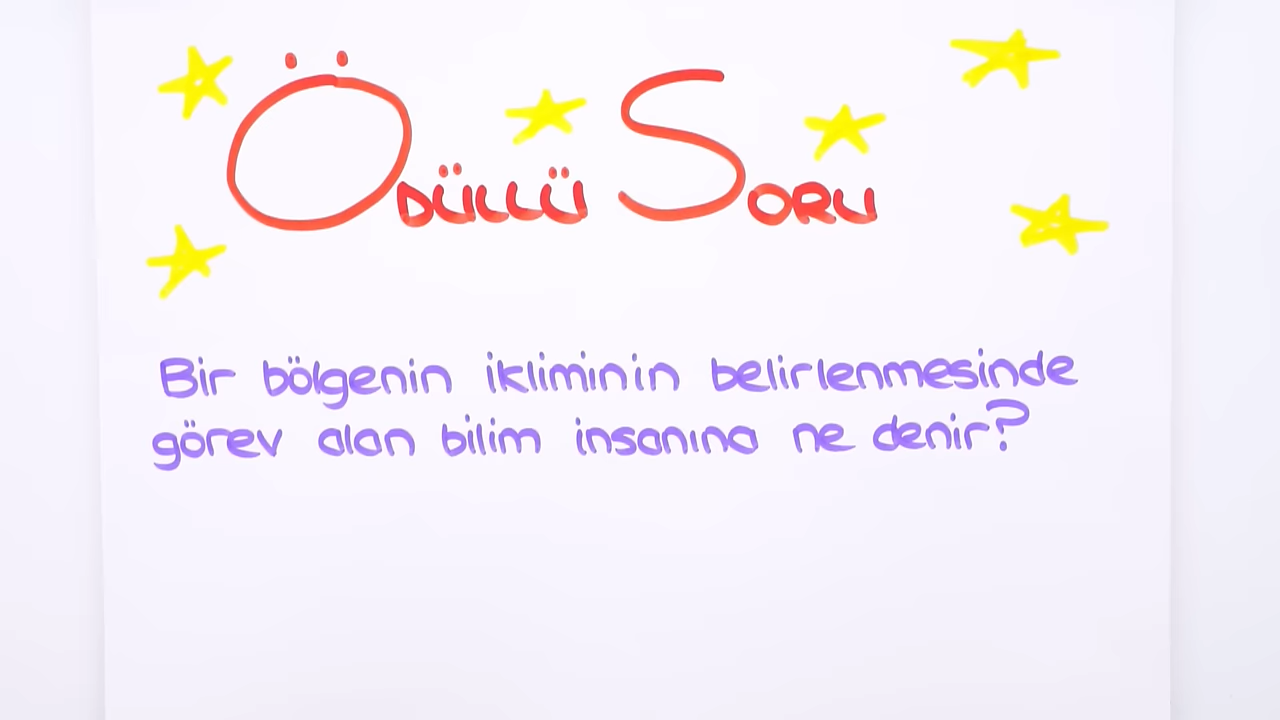 Ödüllü Soru
Bir bölgenin ikliminin belirlenmesinde
görev alan bilim insanına ne denir?